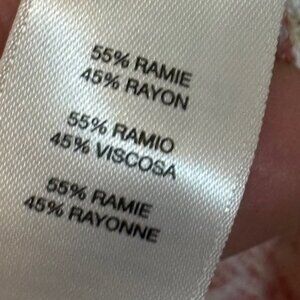 55% RAMIE
45% RAYON
55% RAMIO
45% VISCOSA
55% RAMIE
45% RAYONNE